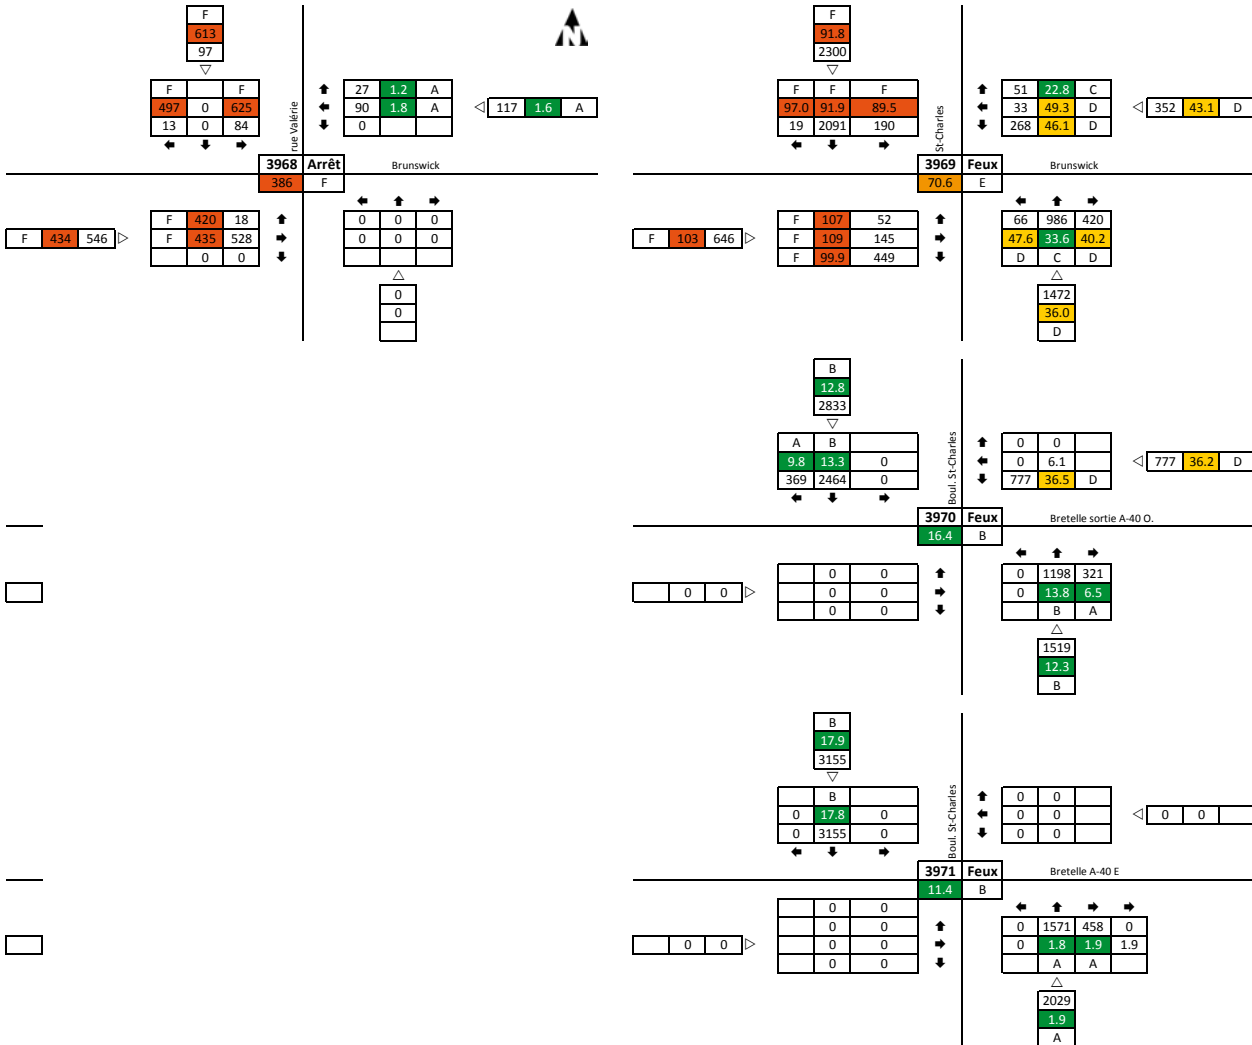 F F
613 91.8
97 N 2300
F F 27 1.2 A F F F 51 22.8 C
497 0 625 90 1.8 A 117 1.6 A 97.0 91.9 89.5 33 49.3 D 352 43.1 D
13 0 84 0 19 2091 190 268 46.1 D
rue Valérie St-Charles
3968 Arrêt Brunswick 3969 Feux Brunswick
386 F 70.6 E
F 420 18 0 0 0 F 107 52 66 986 420
F 434 546 F 435 528 0 0 0 F 103 646 F 109 145 47.6 33.6 40.2
0 0 F 99.9 449 D C D
0 1472
0 36.0
D
B
12.8
2833
A B 0 0
9.8 13.3 0 0 6.1 777 36.2 D
369 2464 0 777 36.5 D
Boul. St-Charles
3970 Feux Bretelle sortie A-40 O.
16.4 B
0 0 0 1198 321
0 0 0 0 0 13.8 6.5
0 0 B A
1519
12.3
B
B
17.9
3155
B 0 0
0 17.8 0 0 0 0 0
0 3155 0 0 0
Boul. St-Charles
3971 Feux Bretelle A-40 E
11.4 B
0 0
0 0 0 1571 458 0
0 0 0 0 0 1.8 1.9 1.9
0 0 A A
2029
1.9
A